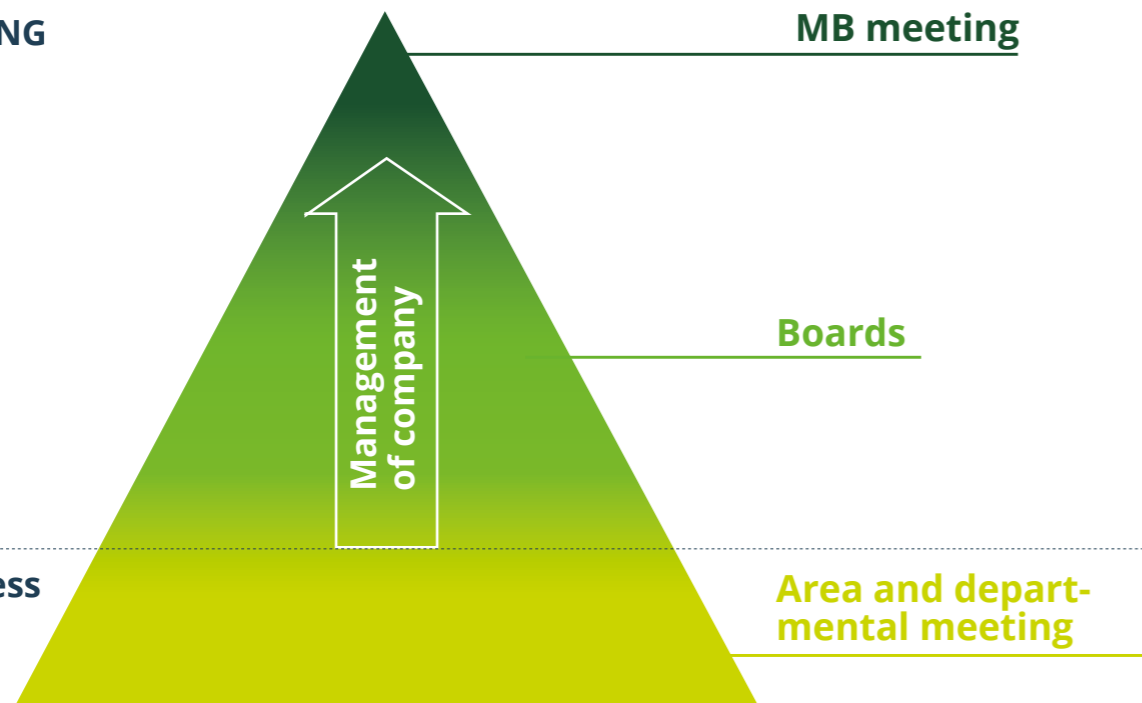 NG
MB meeting
Management
of company
Boards
ess
Area and depart-
mental meeting